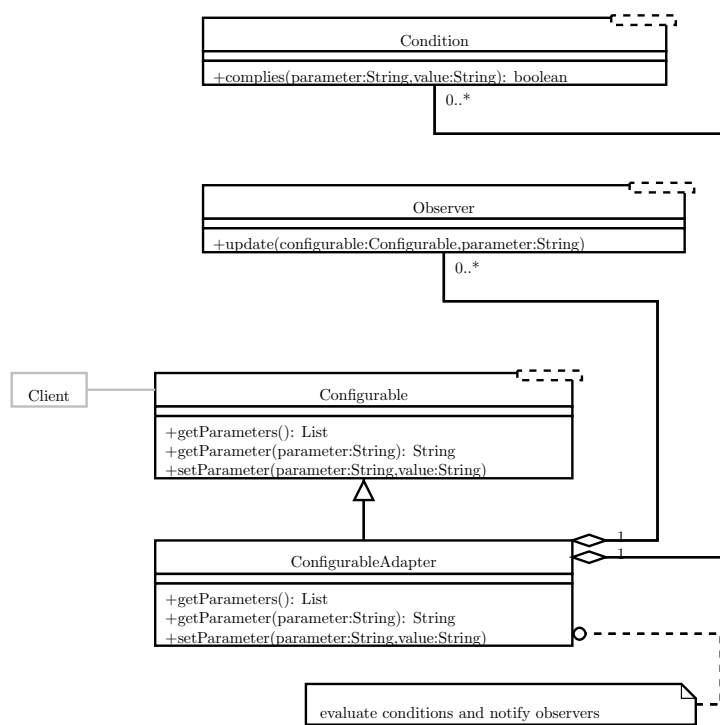 Condition
+complies(parameter:String,value:String): boolean
0..*
Observer
+update(configurable:Configurable,parameter:String)
0..*
Client
Configurable
+getParameters(): List
+getParameter(parameter:String): String
+setParameter(parameter:String,value:String)
1
ConfigurableAdapter
1
+getParameters(): List
+getParameter(parameter:String): String
+setParameter(parameter:String,value:String)
evaluate conditions and notify observers